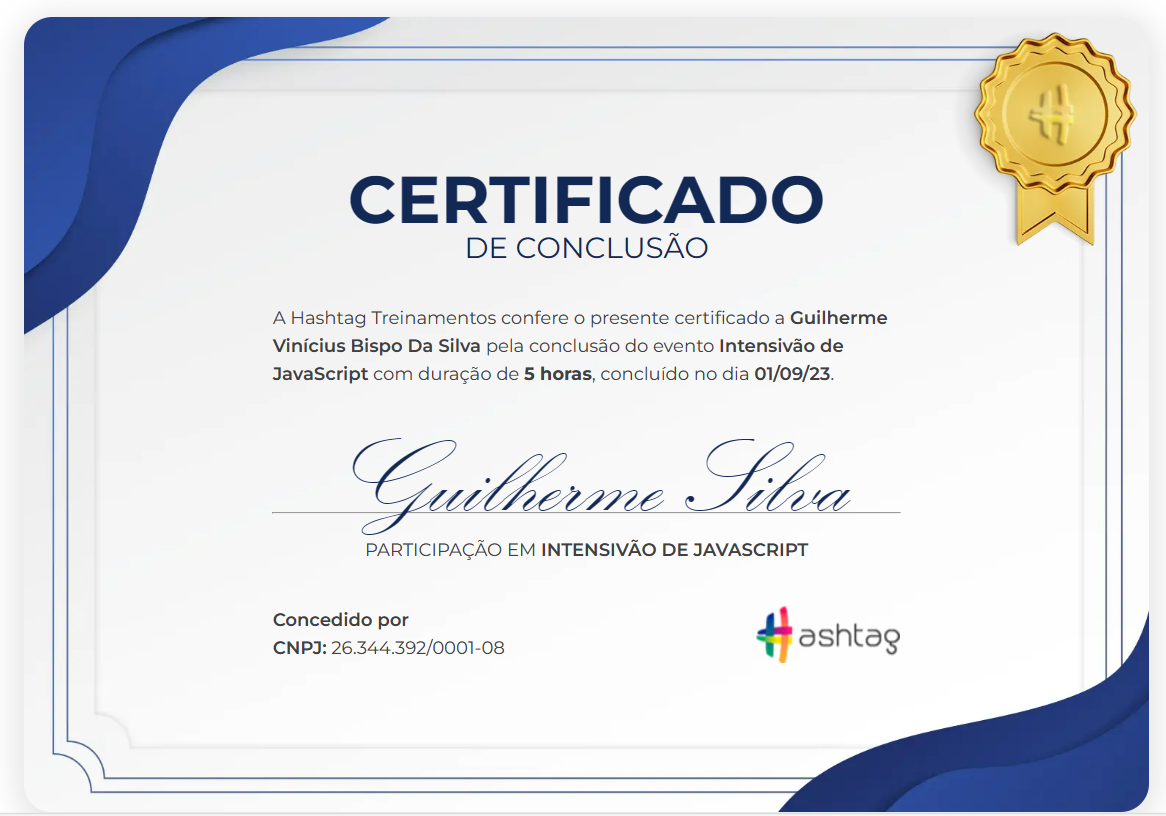 CERTIFICADO
DE CONCLUSÃO
A Hashtag Treinamentos confere o presente certificado a Guilherme
Vinícius Bispo Da Silva pela conclusão do evento Intensivão de
JavaScript com duração de 5 horas, concluído no dia 01/09/23.
Guilherme Silva
PARTICIPAÇÃO EM INTENSIVÃO DE JAVASCRIPT
Concedido por
CNPJ: 26.344.392/0001-08
ashtag